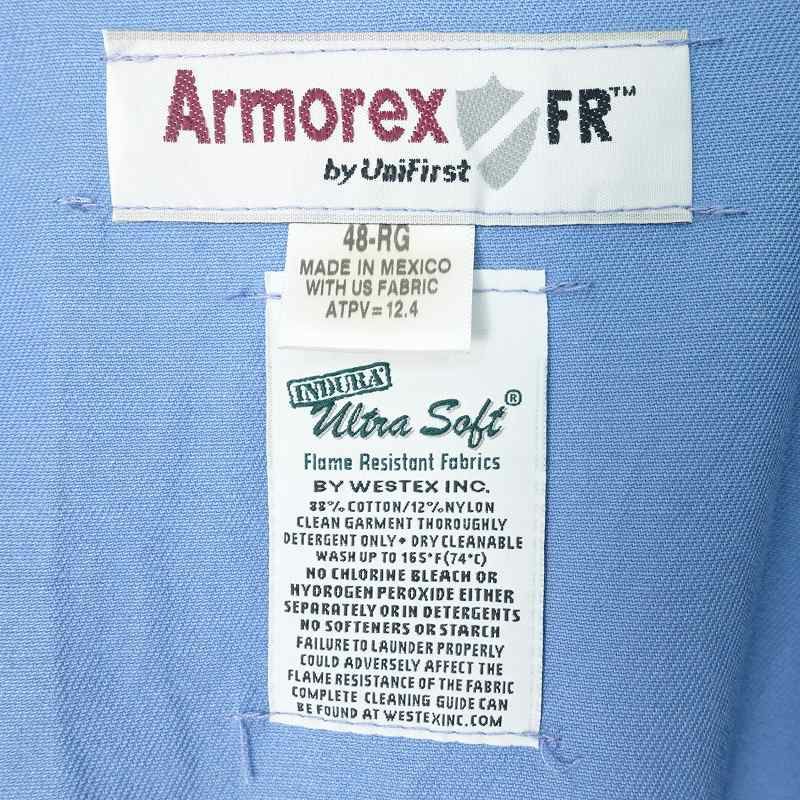 Armorex FR™
by UniFirst
48-RG
MADE IN MEXICO
WITH US FABRIC
ATPV= 12.4
INDURA®
Ultra Soft®
Flame Resistant Fabrics
BY WESTEX INC.
88% COTTON/12% NYLON
CLEAN GARMENT THOROUGHLY
DETERGENT ONLY • DRY CLEANABLE
WASH UP TO 165°F(74°C)
NO CHLORINE BLEACH OR
HYDROGEN PEROXIDE EITHER
SEPARATELY OR IN DETERGENTS
NO SOFTENERS OR STARCH
FAILURE TO LAUNDER PROPERLY
COULD ADVERSELY AFFECT THE
FLAME RESISTANCE OF THE FABRIC
COMPLETE CLEANING GUIDE CAN
BE FOUND AT WESTEXINC.COM